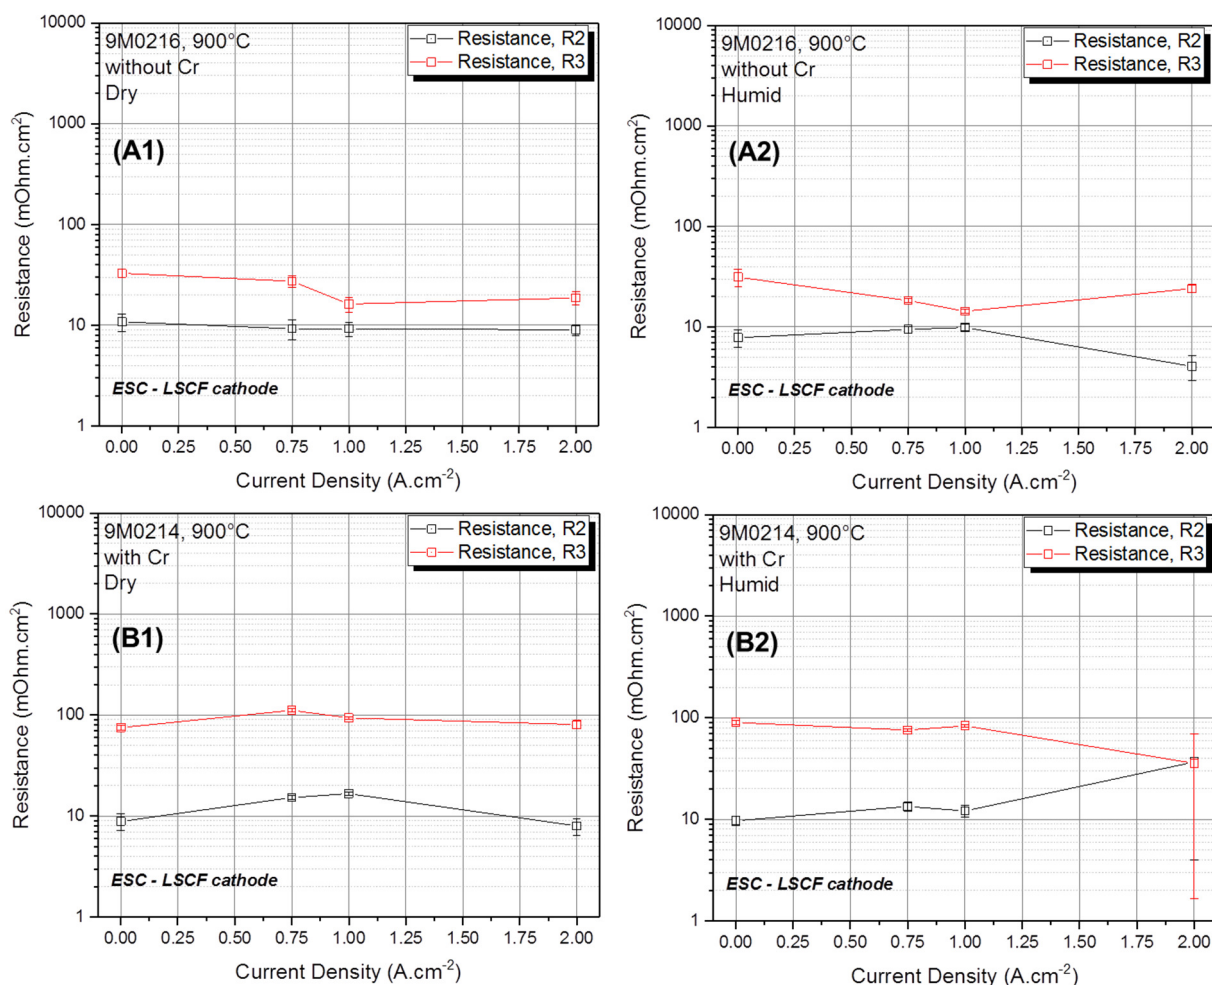 9M0216, 900°C
without Cr
Dry
Resistance, R2
Resistance, R3
(A1)
ESC - LSCF cathode
10000
1000
100
10
1
Resistance (mOhm.cm²)
0.00 0.25 0.50 0.75 1.00 1.25 1.50 1.75 2.00
Current Density (A.cm⁻²)
9M0216, 900°C
without Cr
Humid
Resistance, R2
Resistance, R3
(A2)
ESC - LSCF cathode
10000
1000
100
10
1
Resistance (mOhm.cm²)
0.00 0.25 0.50 0.75 1.00 1.25 1.50 1.75 2.00
Current Density (A.cm⁻²)
9M0214, 900°C
with Cr
Dry
Resistance, R2
Resistance, R3
(B1)
ESC - LSCF cathode
10000
1000
100
10
1
Resistance (mOhm.cm²)
0.00 0.25 0.50 0.75 1.00 1.25 1.50 1.75 2.00
Current Density (A.cm⁻²)
9M0214, 900°C
with Cr
Humid
Resistance, R2
Resistance, R3
(B2)
ESC - LSCF cathode
10000
1000
100
10
1
Resistance (mOhm.cm²)
0.00 0.25 0.50 0.75 1.00 1.25 1.50 1.75 2.00
Current Density (A.cm⁻²)